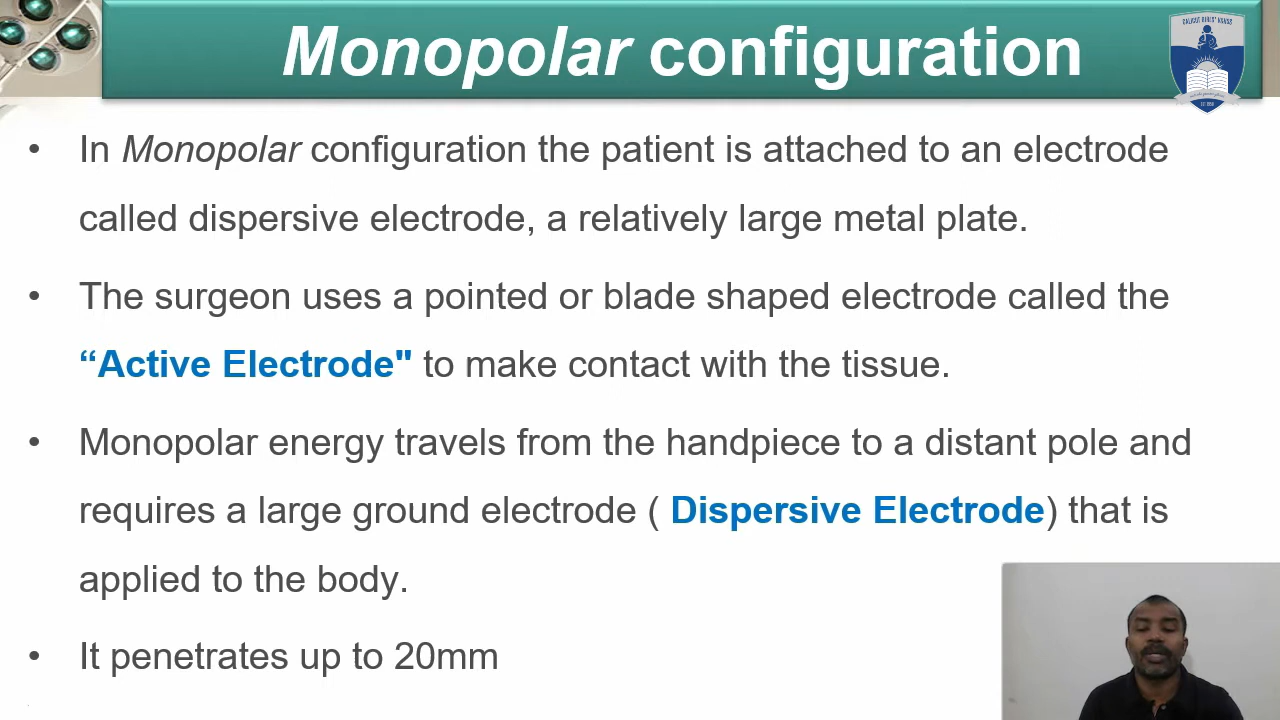 Monopolar configuration
CALICUT GIRLS' VHHSS
• In Monopolar configuration the patient is attached to an electrode
called dispersive electrode, a relatively large metal plate.
• The surgeon uses a pointed or blade shaped electrode called the
“Active Electrode" to make contact with the tissue.
• Monopolar energy travels from the handpiece to a distant pole and
requires a large ground electrode ( Dispersive Electrode) that is
applied to the body.
• It penetrates up to 20mm